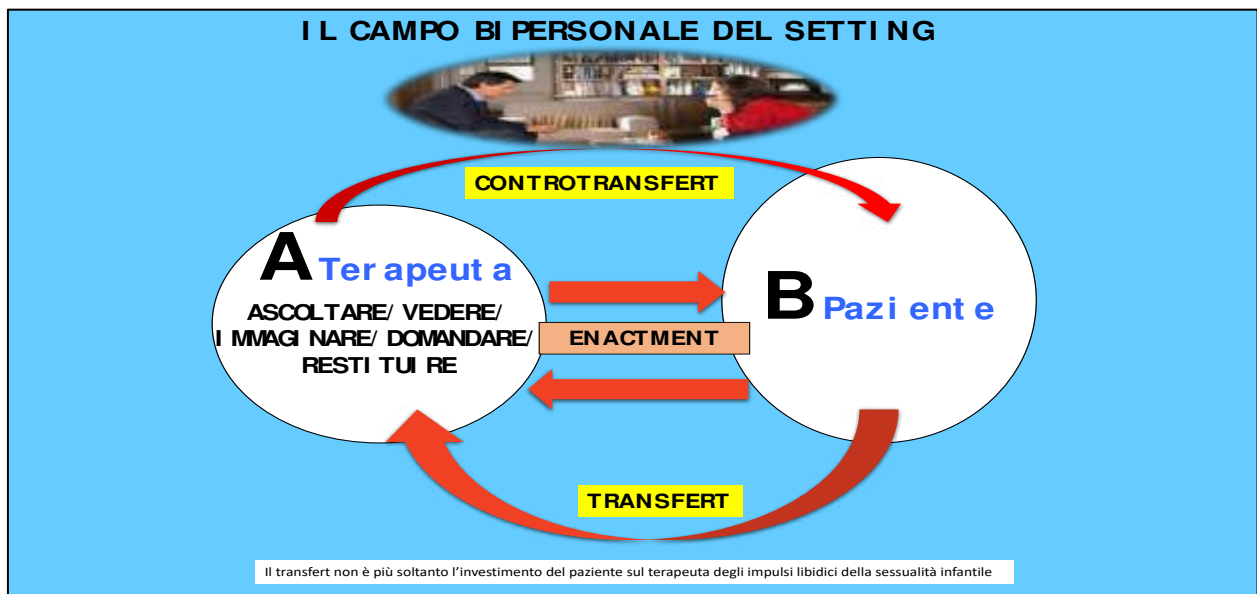 IL CAMPO BIPERSONALE DEL SETTING
CONTROTRANSFERT
A Terapeuta
ASCOLTARE/ VEDERE/
IMMAGINARE/ DOMANDARE/
RESTITUIRE
B Paziente
ENACTMENT
TRANSFERT
Il transfert non è più soltanto l’investimento del paziente sul terapeuta degli impulsi libidici della sessualità infantile